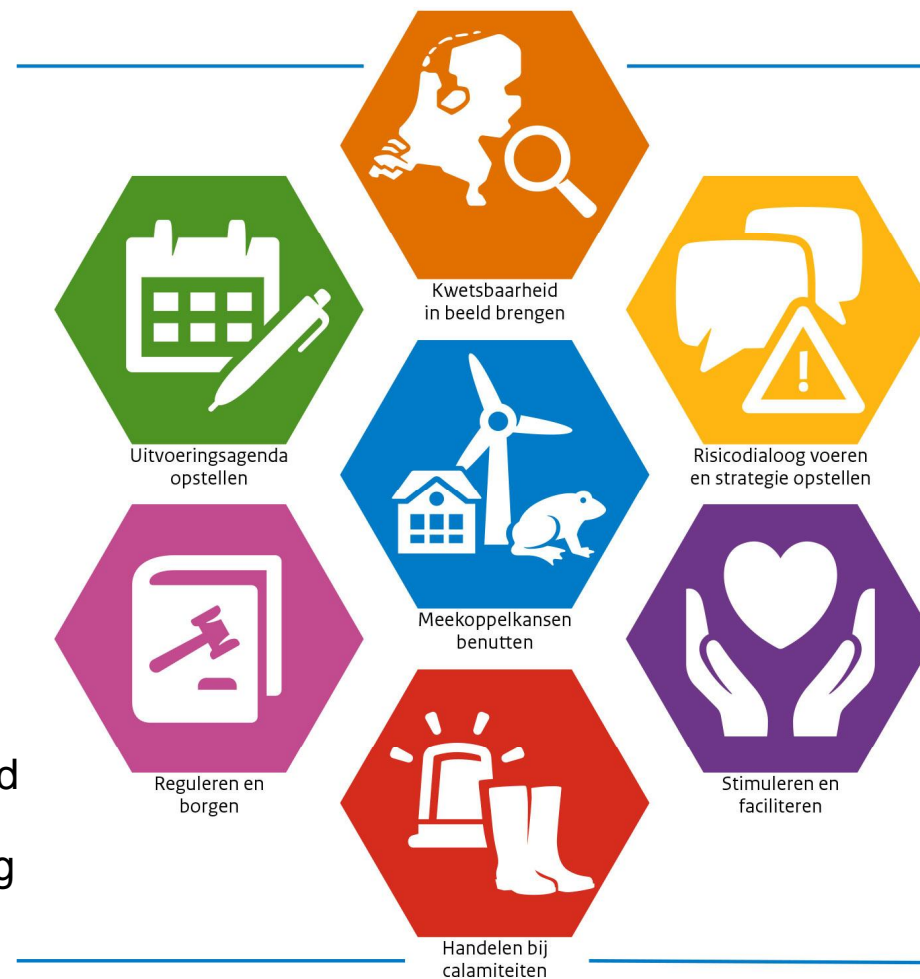 Kwetsbaarheid
in beeld brengen
Uitvoeringsagenda
opstellen
Risicodialoog voeren
en strategie opstellen
Meekoppelkansen
benutten
Reguleren en
borgen
Stimuleren en
faciliteren
Handelen bij
calamiteiten
d
g
!